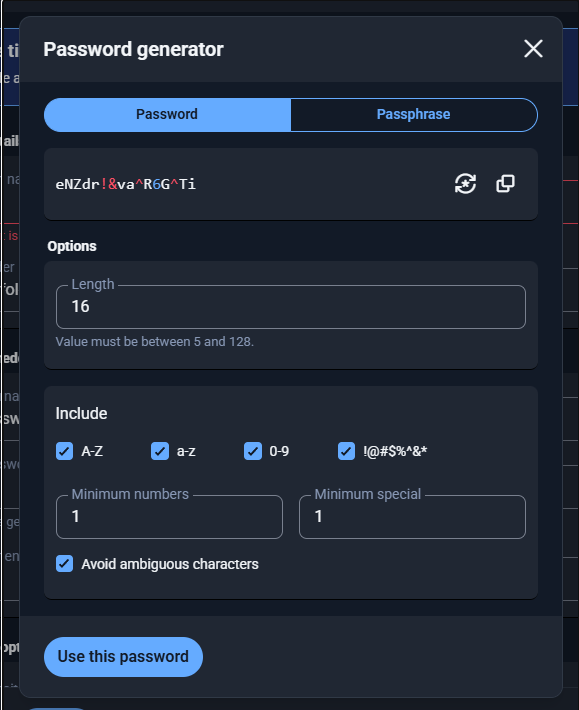 Password generator
Password Passphrase
eNZdr!&va^R6G^Ti
Options
Length
16
Value must be between 5 and 128.
Include
A-Z a-z 0-9 !@#$%^&*
Minimum numbers Minimum special
1 1
Avoid ambiguous characters
Use this password